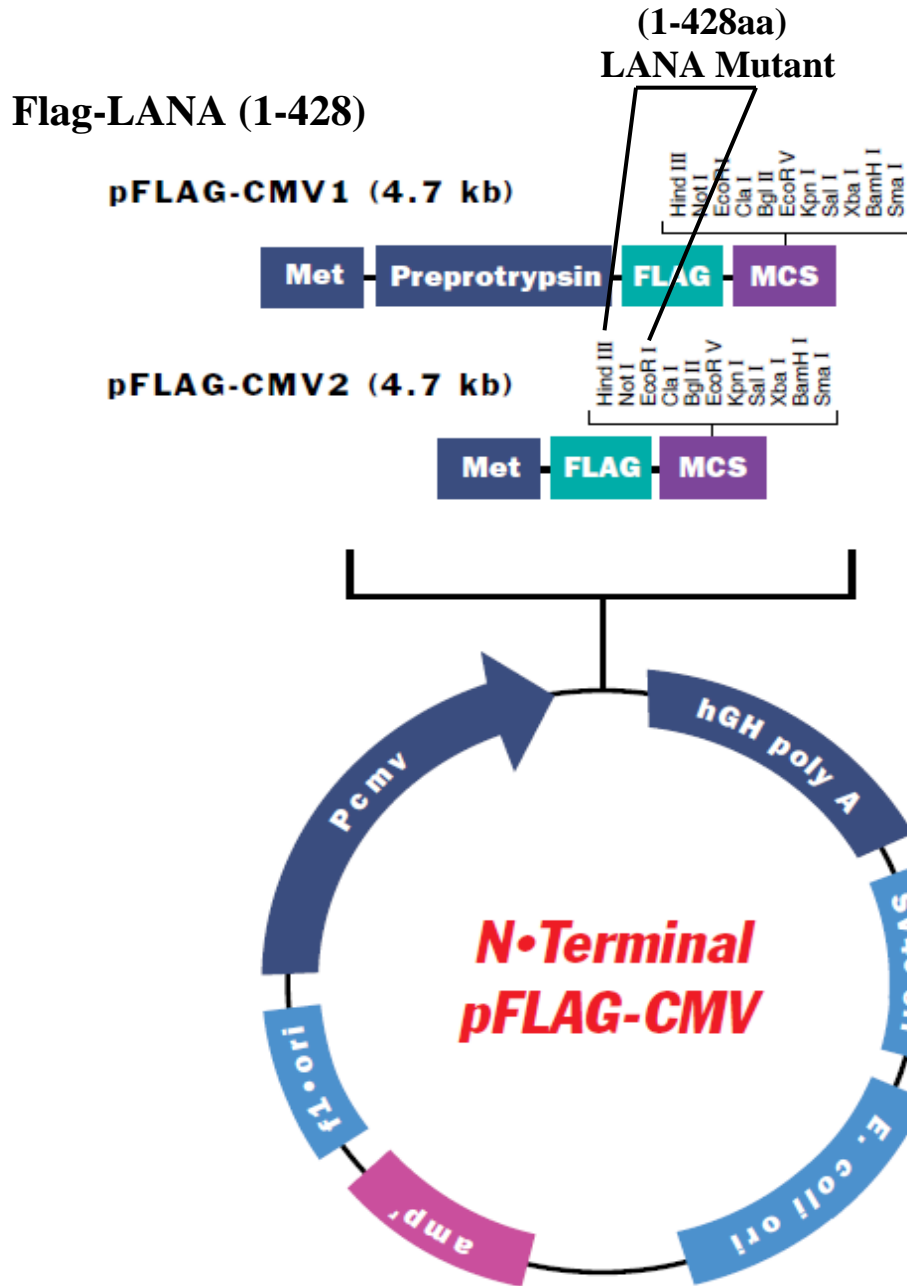 (1-428aa)
LANA Mutant
Flag-LANA (1-428)
pFLAG-CMV1 (4.7 kb)
Hind III
Not I
EcoR I
Cla I
Bgl II
EcoR V
Kpn I
Sal I
Xba I
BamH I
Sma I
Met
Preprotrypsin
FLAG
MCS
pFLAG-CMV2 (4.7 kb)
Hind III
Not I
EcoR I
Cla I
Bgl II
EcoR V
Kpn I
Sal I
Xba I
BamH I
Sma I
Met
FLAG
MCS
Pcmv
hGH poly A
N•Terminal
pFLAG-CMV
f1•ori
ampʳ
E. coli ori